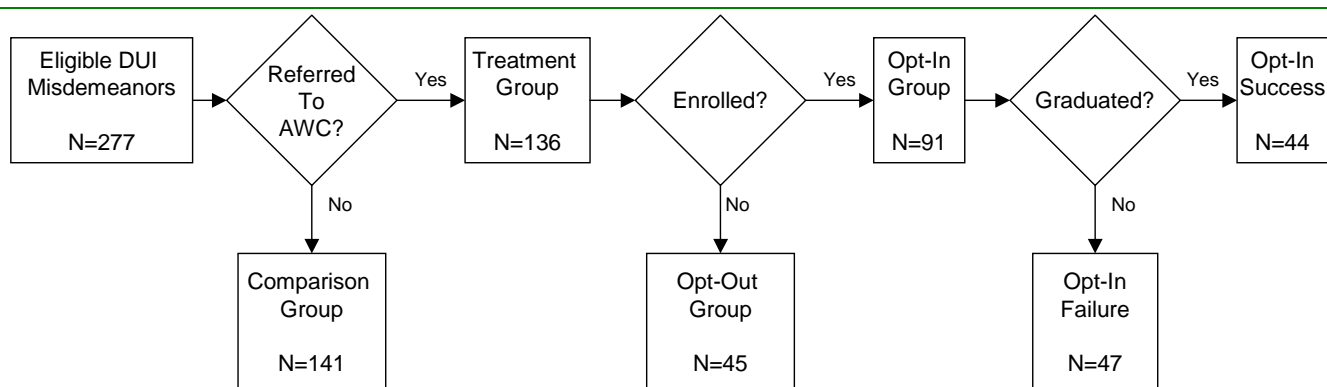 Eligible DUI
Misdemeanors
N=277
Referred
To
AWC?
Yes
No
Comparison
Group
N=141
Treatment
Group
N=136
Enrolled?
Yes
No
Opt-Out
Group
N=45
Opt-In
Group
N=91
Graduated?
Yes
No
Opt-In
Failure
N=47
Opt-In
Success
N=44